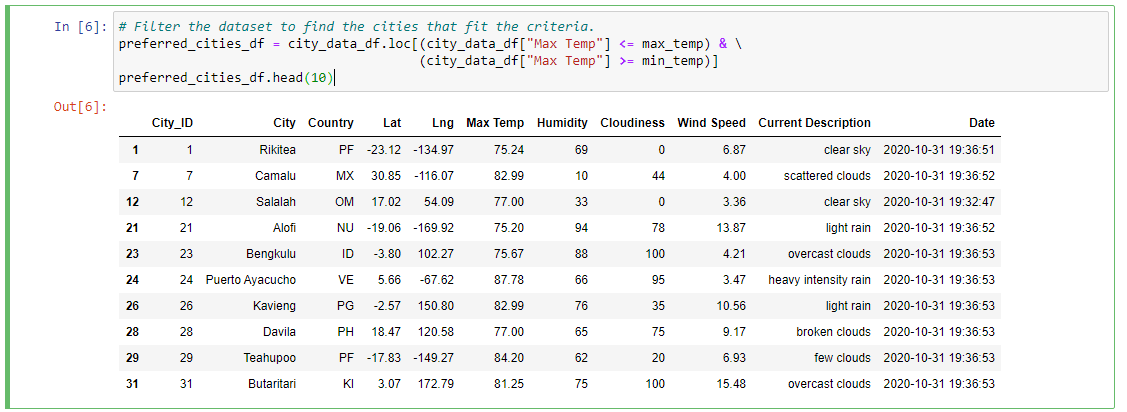 In [6]: # Filter the dataset to find the cities that fit the criteria.
preferred_cities_df = city_data_df.loc[(city_data_df["Max Temp"] <= max_temp) & \
(city_data_df["Max Temp"] >= min_temp)]
preferred_cities_df.head(10)
Out[6]:
City_ID City Country Lat Lng Max Temp Humidity Cloudiness Wind Speed Current Description Date
1 1 Rikitea PF -23.12 -134.97 75.24 69 0 6.87 clear sky 2020-10-31 19:36:51
7 7 Camalu MX 30.85 -116.07 82.99 10 44 4.00 scattered clouds 2020-10-31 19:36:52
12 12 Salalah OM 17.02 54.09 77.00 33 0 3.36 clear sky 2020-10-31 19:32:47
21 21 Alofi NU -19.06 -169.92 75.20 94 78 13.87 light rain 2020-10-31 19:36:52
23 23 Bengkulu ID -3.80 102.27 75.67 88 100 4.21 overcast clouds 2020-10-31 19:36:53
24 24 Puerto Ayacucho VE 5.66 -67.62 87.78 66 95 3.47 heavy intensity rain 2020-10-31 19:36:53
26 26 Kavieng PG -2.57 150.80 82.99 76 35 10.56 light rain 2020-10-31 19:36:53
28 28 Davila PH 18.47 120.58 77.00 65 75 9.17 broken clouds 2020-10-31 19:36:53
29 29 Teahupoo PF -17.83 -149.27 84.20 62 20 6.93 few clouds 2020-10-31 19:36:53
31 31 Butaritari KI 3.07 172.79 81.25 75 100 15.48 overcast clouds 2020-10-31 19:36:53